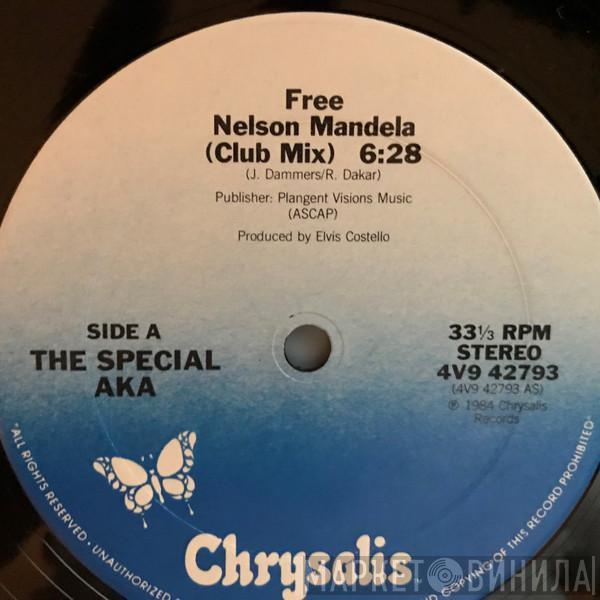 Free
Nelson Mandela
(Club Mix) 6:28
(J. Dammers/R. Dakar)
Publisher: Plangent Visions Music
(ASCAP)
Produced by Elvis Costello
SIDE A
THE SPECIAL
AKA
33⅓ RPM
STEREO
4V9 42793
(4V9 42793 AS)
℗ 1984 Chrysalis
Records
Chrysalis
TM
"ALL RIGHTS RESERVED · UNAUTHORIZED
COPYING OF THIS RECORD PROHIBITED"
МАРКЕТ ВИНИЛА